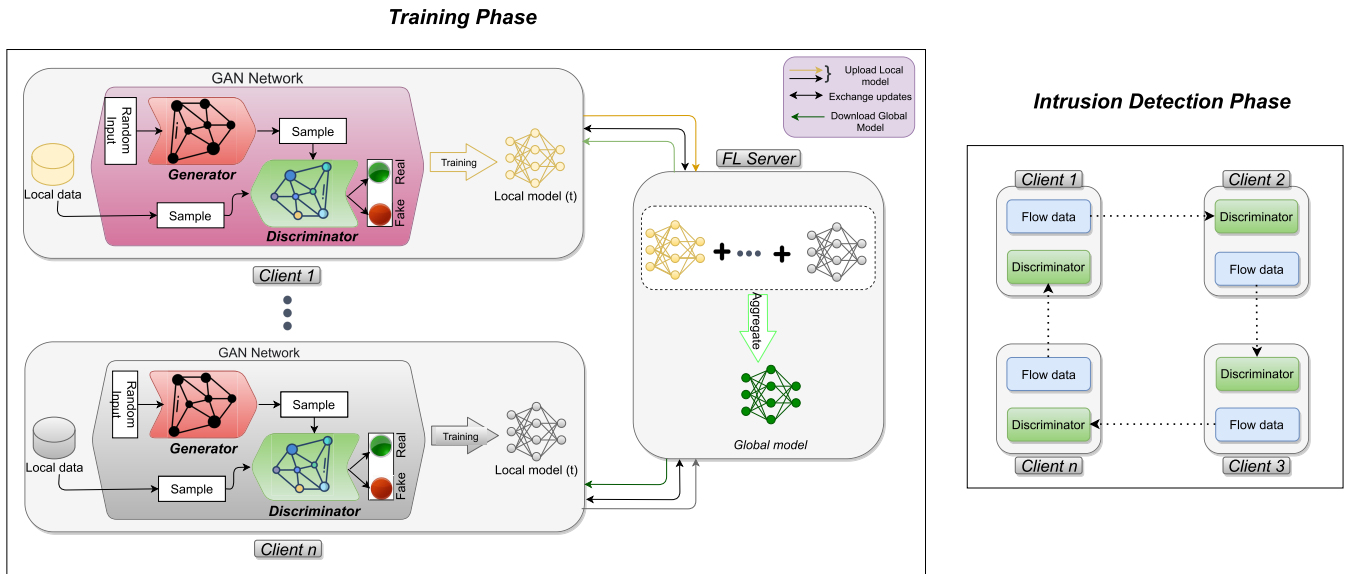 Training Phase
GAN Network
Random
Input
Generator
Sample
Local data
Sample
Discriminator
Real
Fake
Training
Local model (t)
Client 1
GAN Network
Random
Input
Generator
Sample
Local data
Sample
Discriminator
Real
Fake
Training
Local model (t)
Client n
}
Upload Local
model
Exchange updates
Download Global
Model
FL Server
+ ... +
Aggregate
Global model
Intrusion Detection Phase
Client 1
Flow data
Discriminator
Client 2
Discriminator
Flow data
Flow data
Discriminator
Client n
Discriminator
Flow data
Client 3